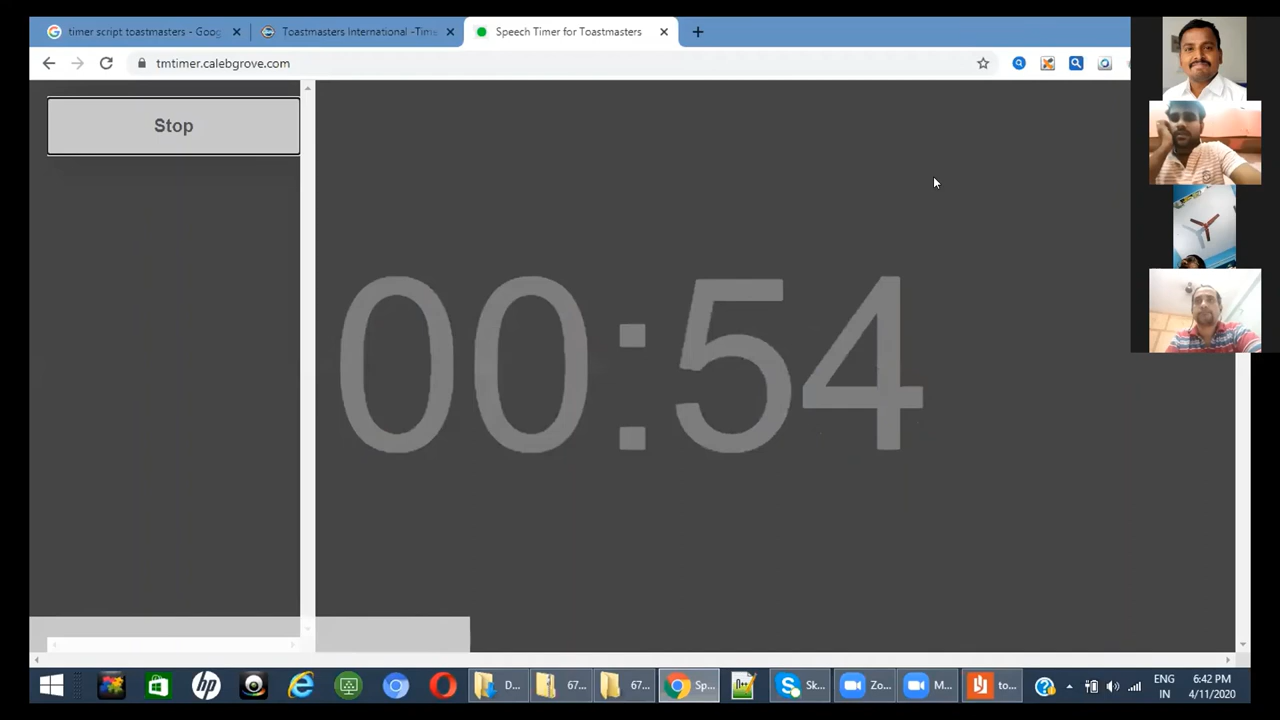 timer script toastmasters - Goog
Toastmasters International -Time
Speech Timer for Toastmasters
tmtimer.calebgrove.com
Stop
00:54
D...
67...
67...
Sp...
Sk...
Zo...
M...
to...
ENG
IN
6:42 PM
4/11/2020